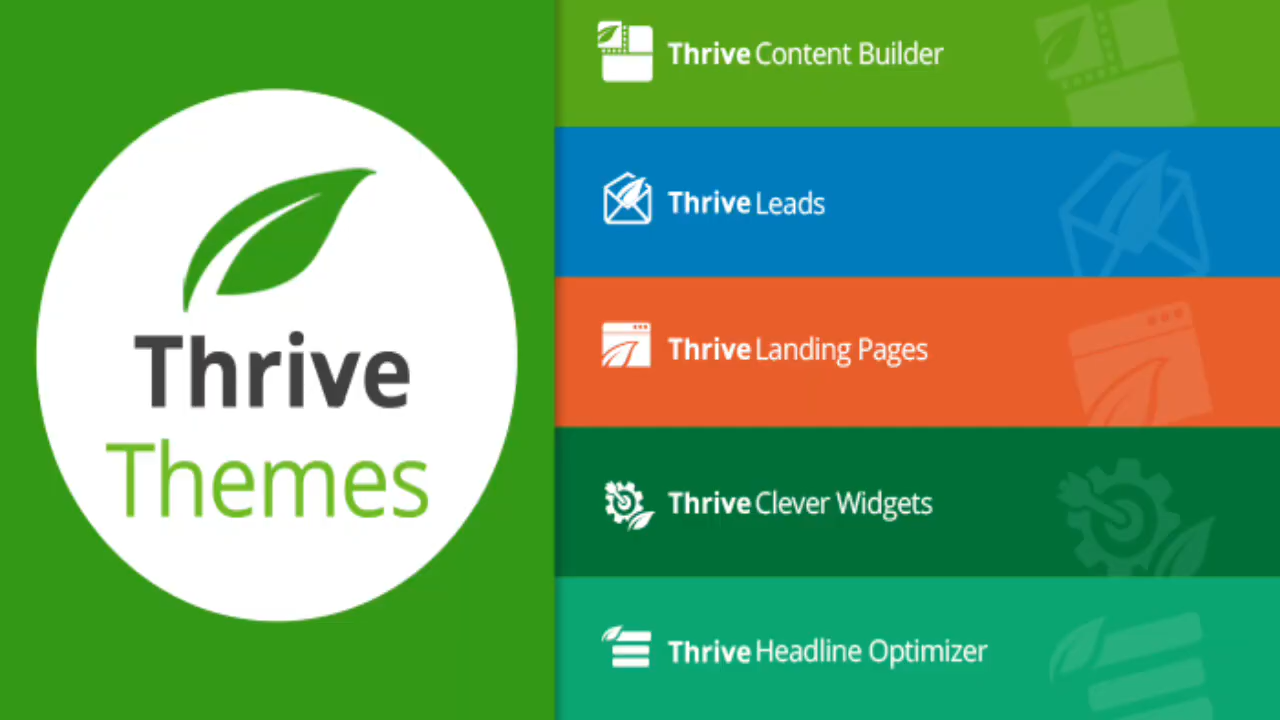 Thrive
Themes
Thrive Content Builder
Thrive Leads
Thrive Landing Pages
Thrive Clever Widgets
Thrive Headline Optimizer